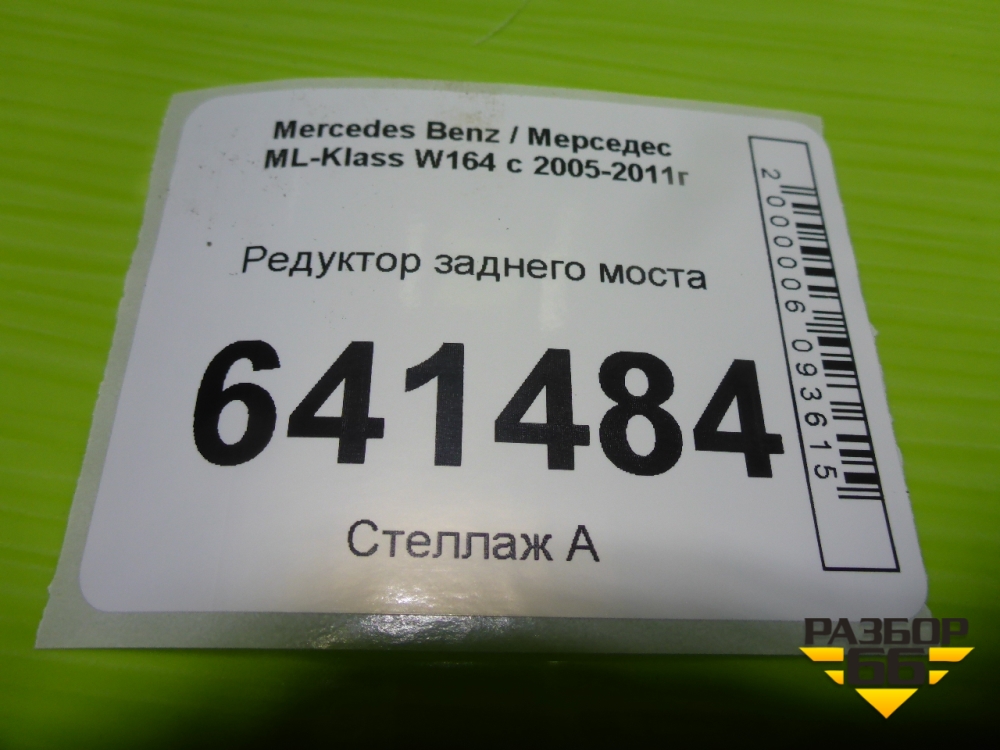 Mercedes Benz / Мерседес
ML-Klass W164 с 2005-2011г
Редуктор заднего моста
641484
Стеллаж А
2000006093615
РАЗБОР
66